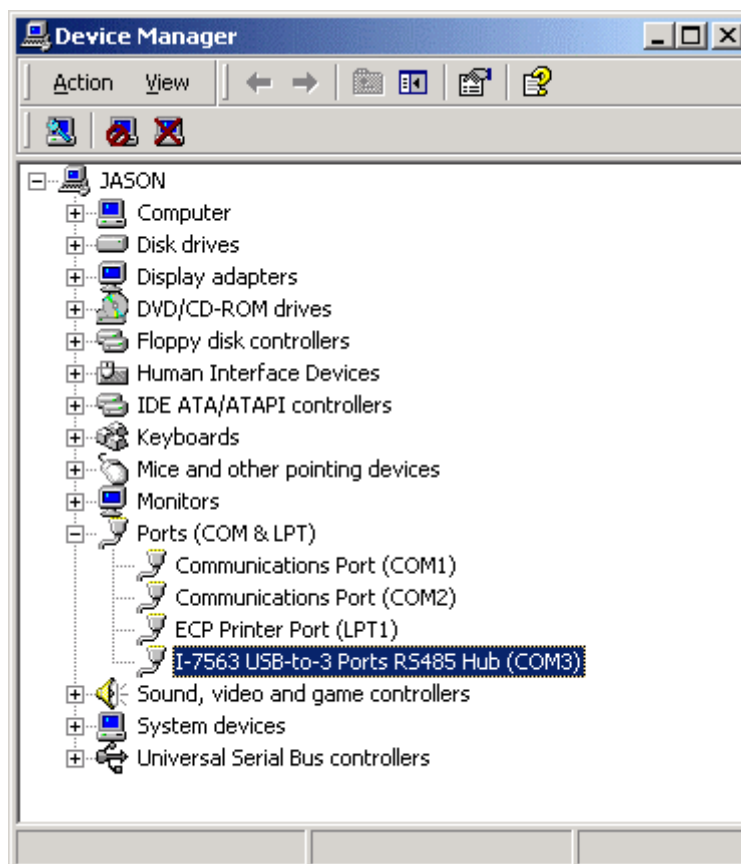 Device Manager
Action View
JASON
Computer
Disk drives
Display adapters
DVD/CD-ROM drives
Floppy disk controllers
Human Interface Devices
IDE ATA/ATAPI controllers
Keyboards
Mice and other pointing devices
Monitors
Ports (COM & LPT)
Communications Port (COM1)
Communications Port (COM2)
ECP Printer Port (LPT1)
I-7563 USB-to-3 Ports RS485 Hub (COM3)
Sound, video and game controllers
System devices
Universal Serial Bus controllers